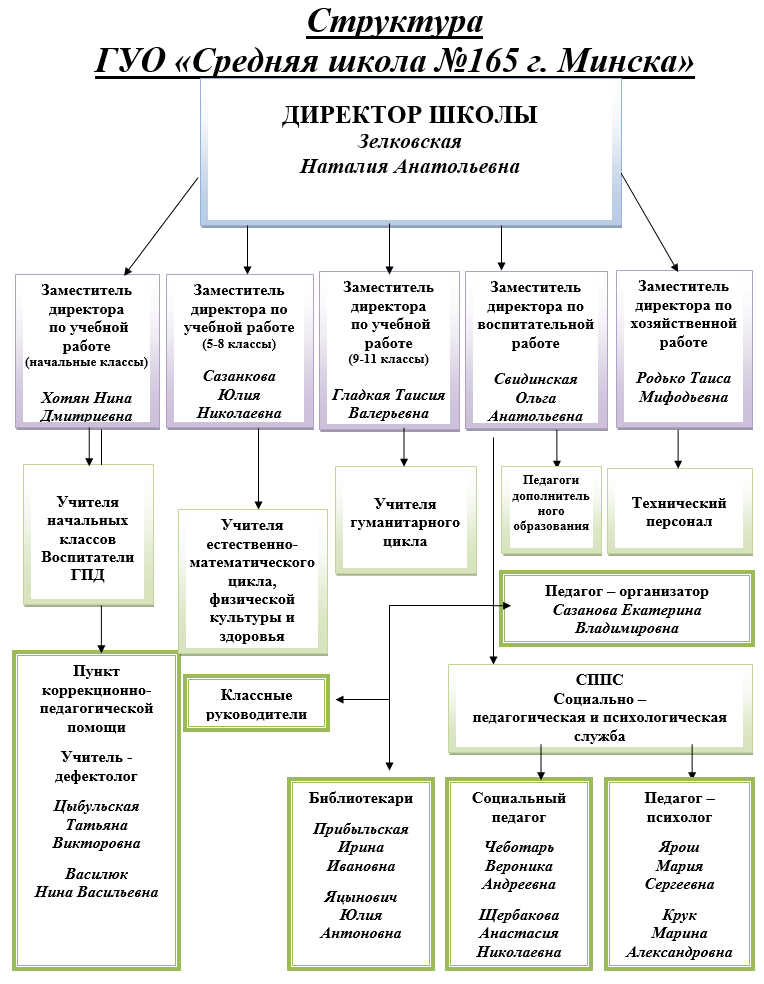 Структура
ГУО «Средняя школа №165 г. Минска»
ДИРЕКТОР ШКОЛЫ
Зелковская
Наталия Анатольевна
Заместитель
директора
по учебной
работе
(начальные классы)
Хотян Нина
Дмитриевна
Заместитель
директора по
учебной работе
(5-8 классы)
Сазанкова
Юлия
Николаевна
Заместитель
директора
по учебной
работе
(9-11 классы)
Гладкая Таисия
Валерьевна
Заместитель
директора по
воспитательной
работе
Свидинская
Ольга
Анатольевна
Заместитель
директора по
хозяйственной
работе
Родько Таиса
Мифодьевна
Учителя
начальных
классов
Воспитатели
ГПД
Учителя
естественно-
математического
цикла,
физической
культуры и
здоровья
Учителя
гуманитарного
цикла
Педагоги
дополнитель
ного
образования
Технический
персонал
Педагог – организатор
Сазанова Екатерина
Владимировна
Пункт
коррекционно-
педагогической
помощи
Учитель -
дефектолог
Цыбульская
Татьяна
Викторовна
Василюк
Нина Васильевна
Классные
руководители
СППС
Социально –
педагогическая и психологическая
служба
Библиотекари
Прибыльская
Ирина
Ивановна
Яцынович
Юлия
Антоновна
Социальный
педагог
Чеботарь
Вероника
Андреевна
Щербакова
Анастасия
Николаевна
Педагог –
психолог
Ярош
Мария
Сергеевна
Крук
Марина
Александровна